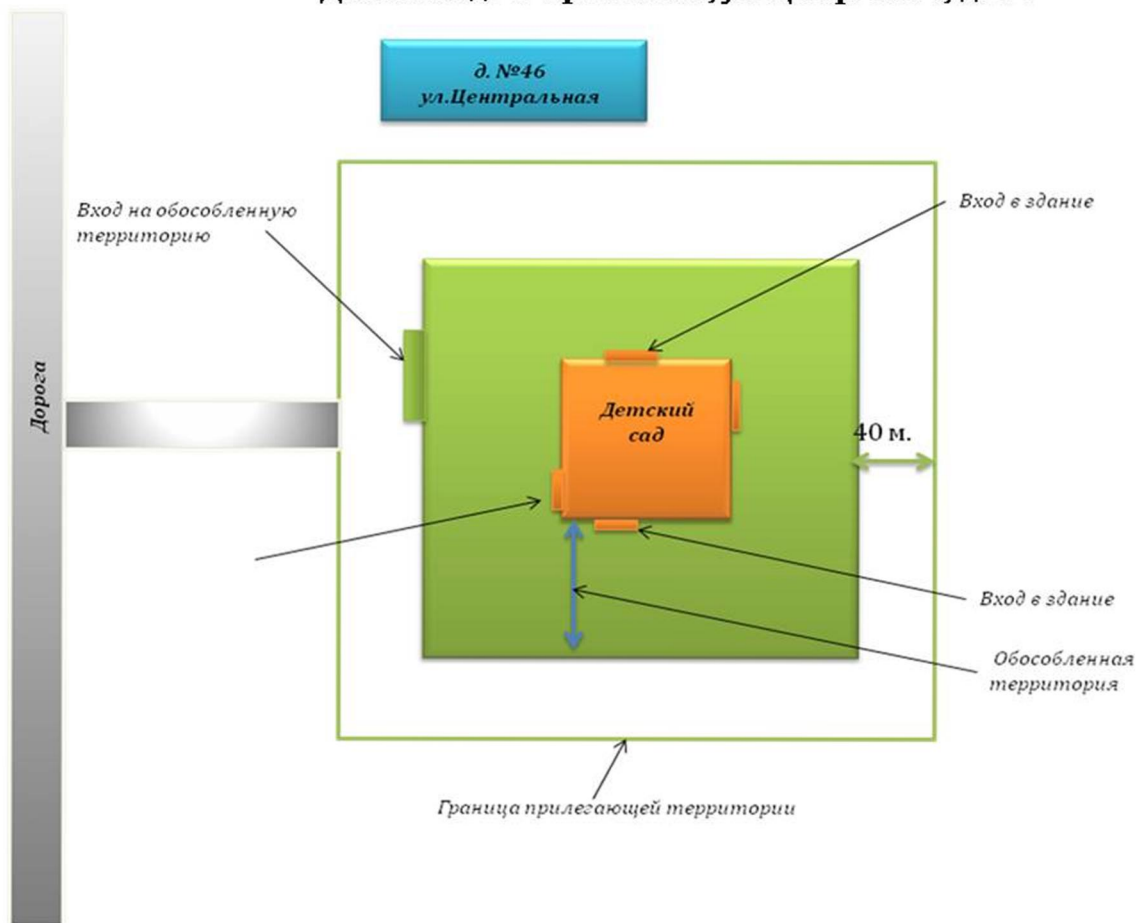 д. №46
ул.Центральная
Вход на обособленную
территорию
Вход в здание
Дорога
Детский
сад
40 м.
Вход в здание
Обособленная
территория
Граница прилегающей территории